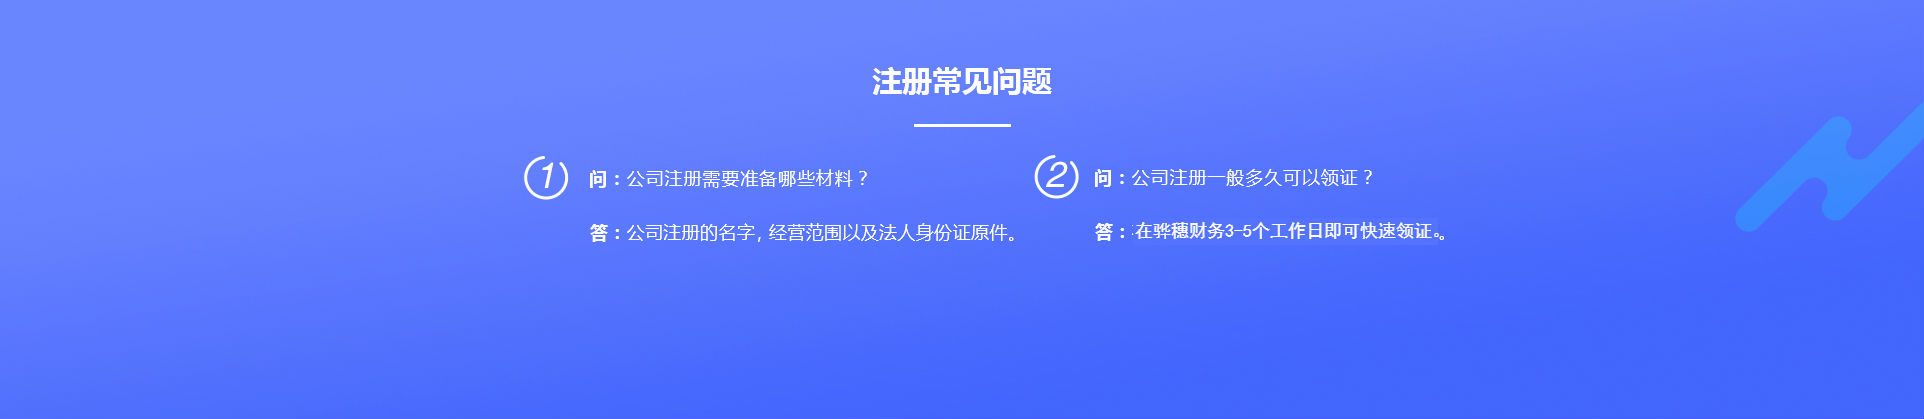 注册常见问题
1 问：公司注册需要准备哪些材料？
答：公司注册的名字, 经营范围以及法人身份证原件。
2 问：公司注册一般多久可以领证？
答：:在骅穗财务3-5个工作日即可快速领证。。